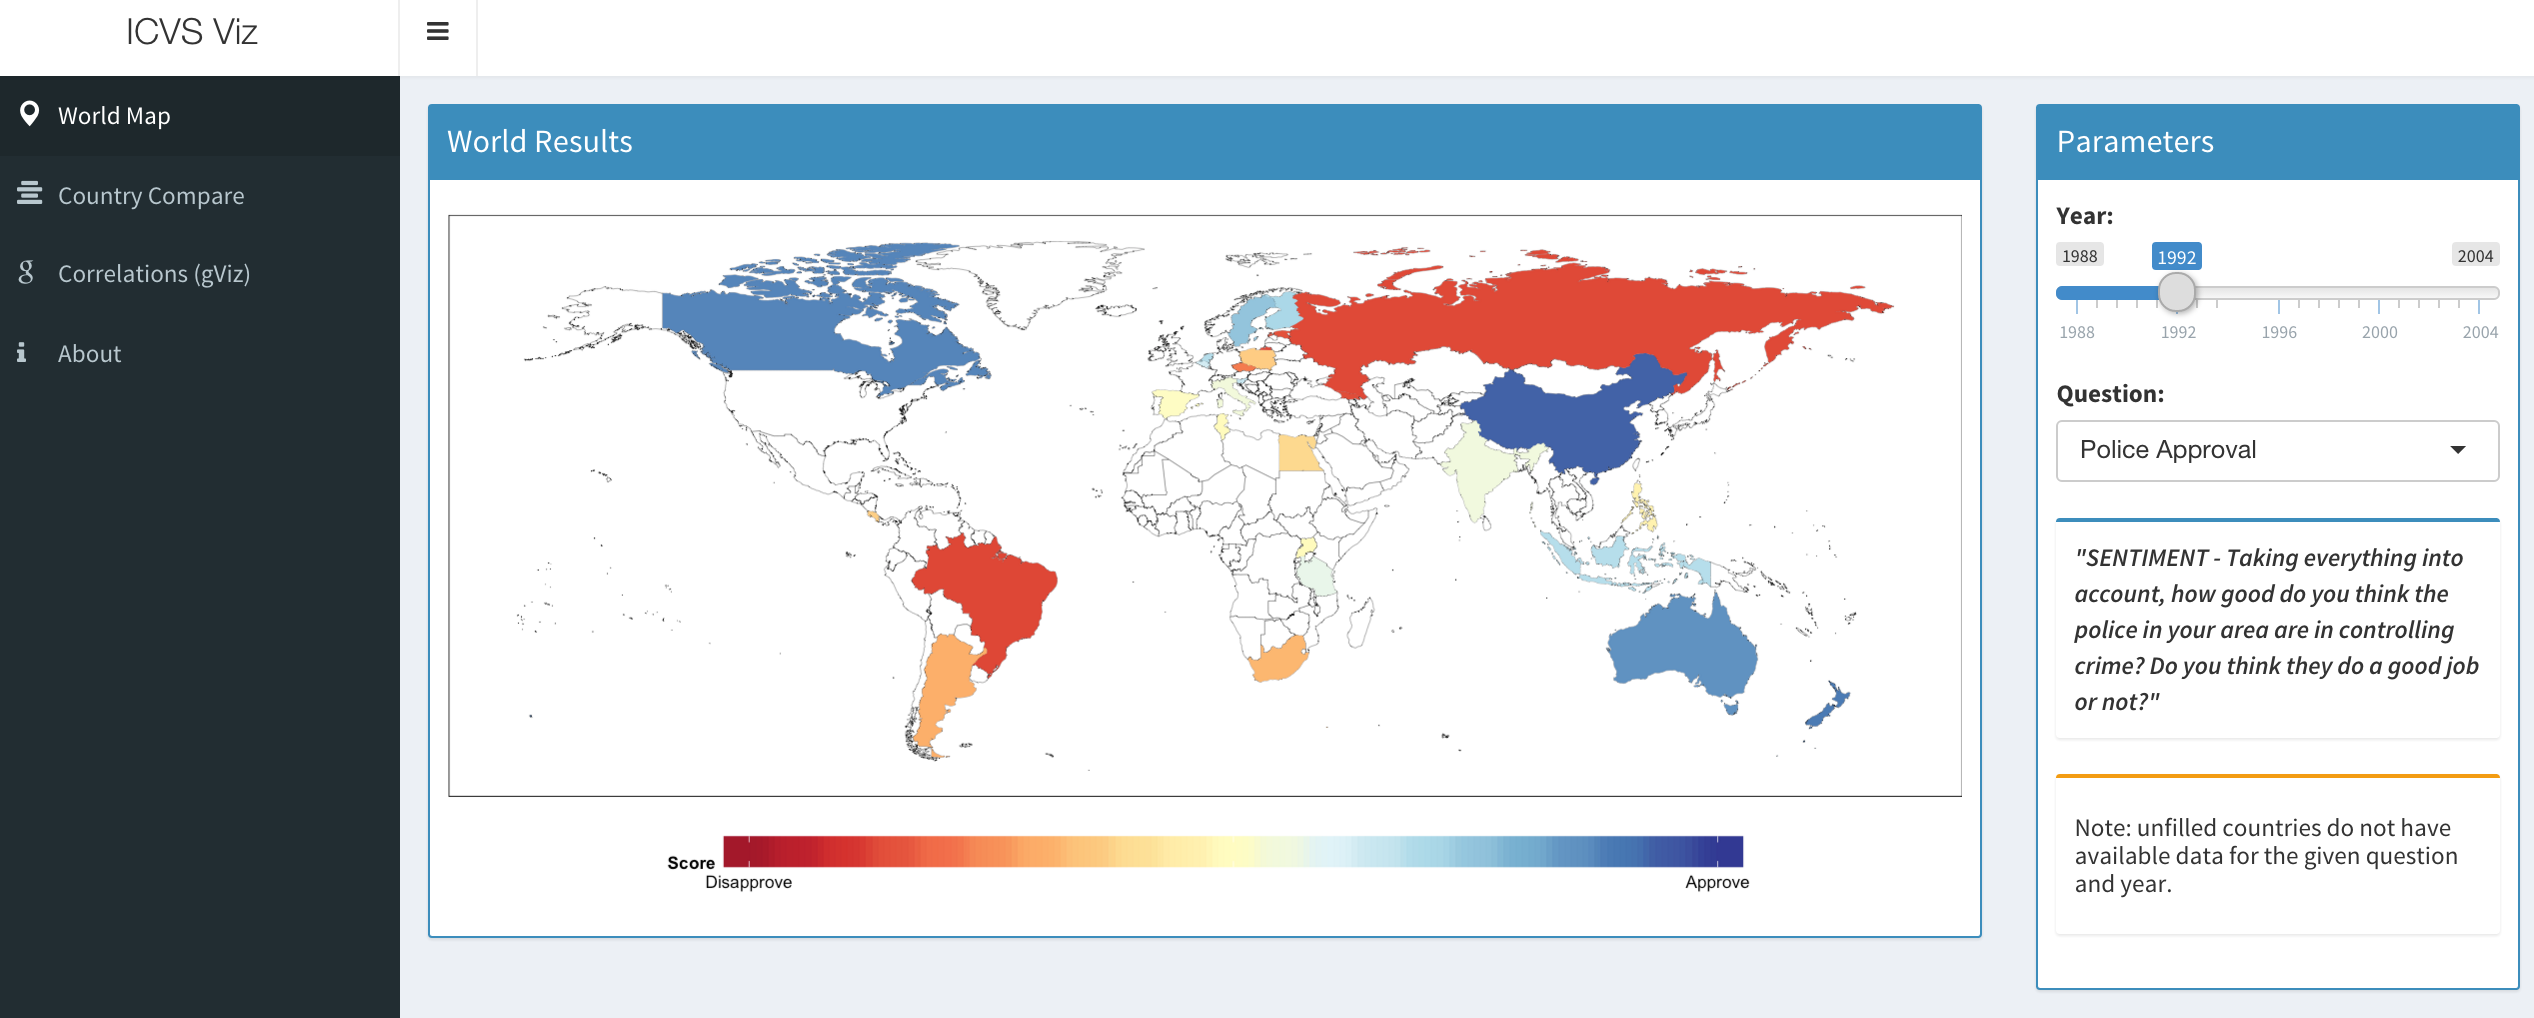 ICVS Viz
World Map
Country Compare
Correlations (gViz)
About
World Results
Score
Disapprove
Approve
Parameters
Year:
1988
1992
2004
1988
1992
1996
2000
2004
Question:
Police Approval
"SENTIMENT - Taking everything into
account, how good do you think the
police in your area are in controlling
crime? Do you think they do a good job
or not?"
Note: unfilled countries do not have
available data for the given question
and year.